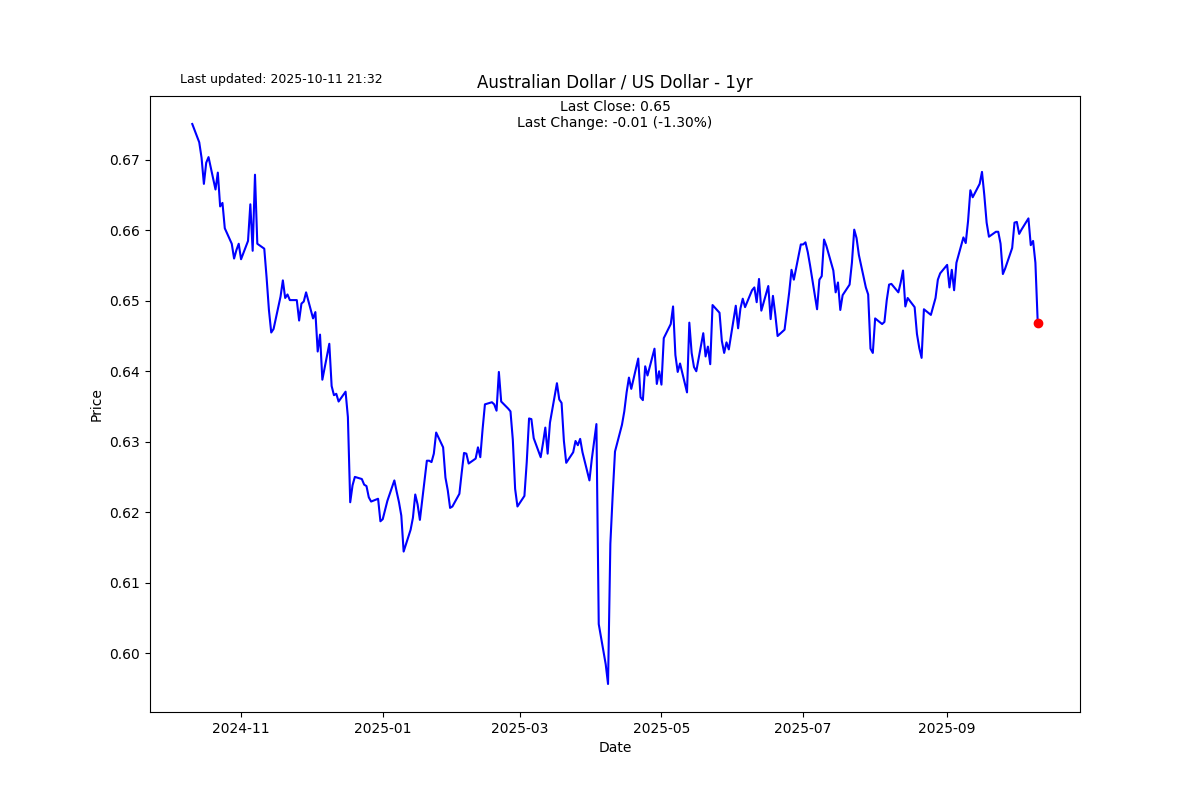 Last updated: 2025-10-11 21:32
Australian Dollar / US Dollar - 1yr
Last Close: 0.65
Last Change: -0.01 (-1.30%)
0.67
0.66
0.65
0.64
0.63
0.62
0.61
0.60
Price
2024-11
2025-01
2025-03
2025-05
2025-07
2025-09
Date